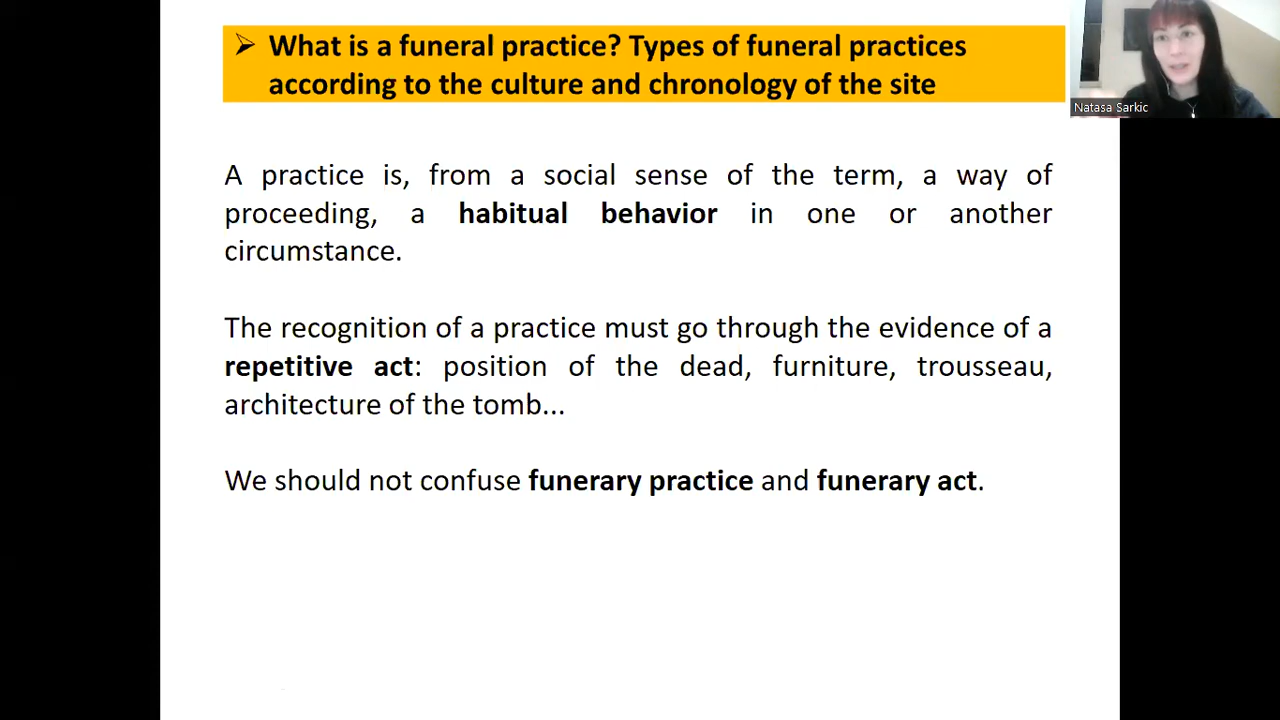 What is a funeral practice? Types of funeral practices
according to the culture and chronology of the site
Natasa Sarkic
A practice is, from a social sense of the term, a way of
proceeding, a habitual behavior in one or another
circumstance.
The recognition of a practice must go through the evidence of a
repetitive act: position of the dead, furniture, trousseau,
architecture of the tomb...
We should not confuse funerary practice and funerary act.